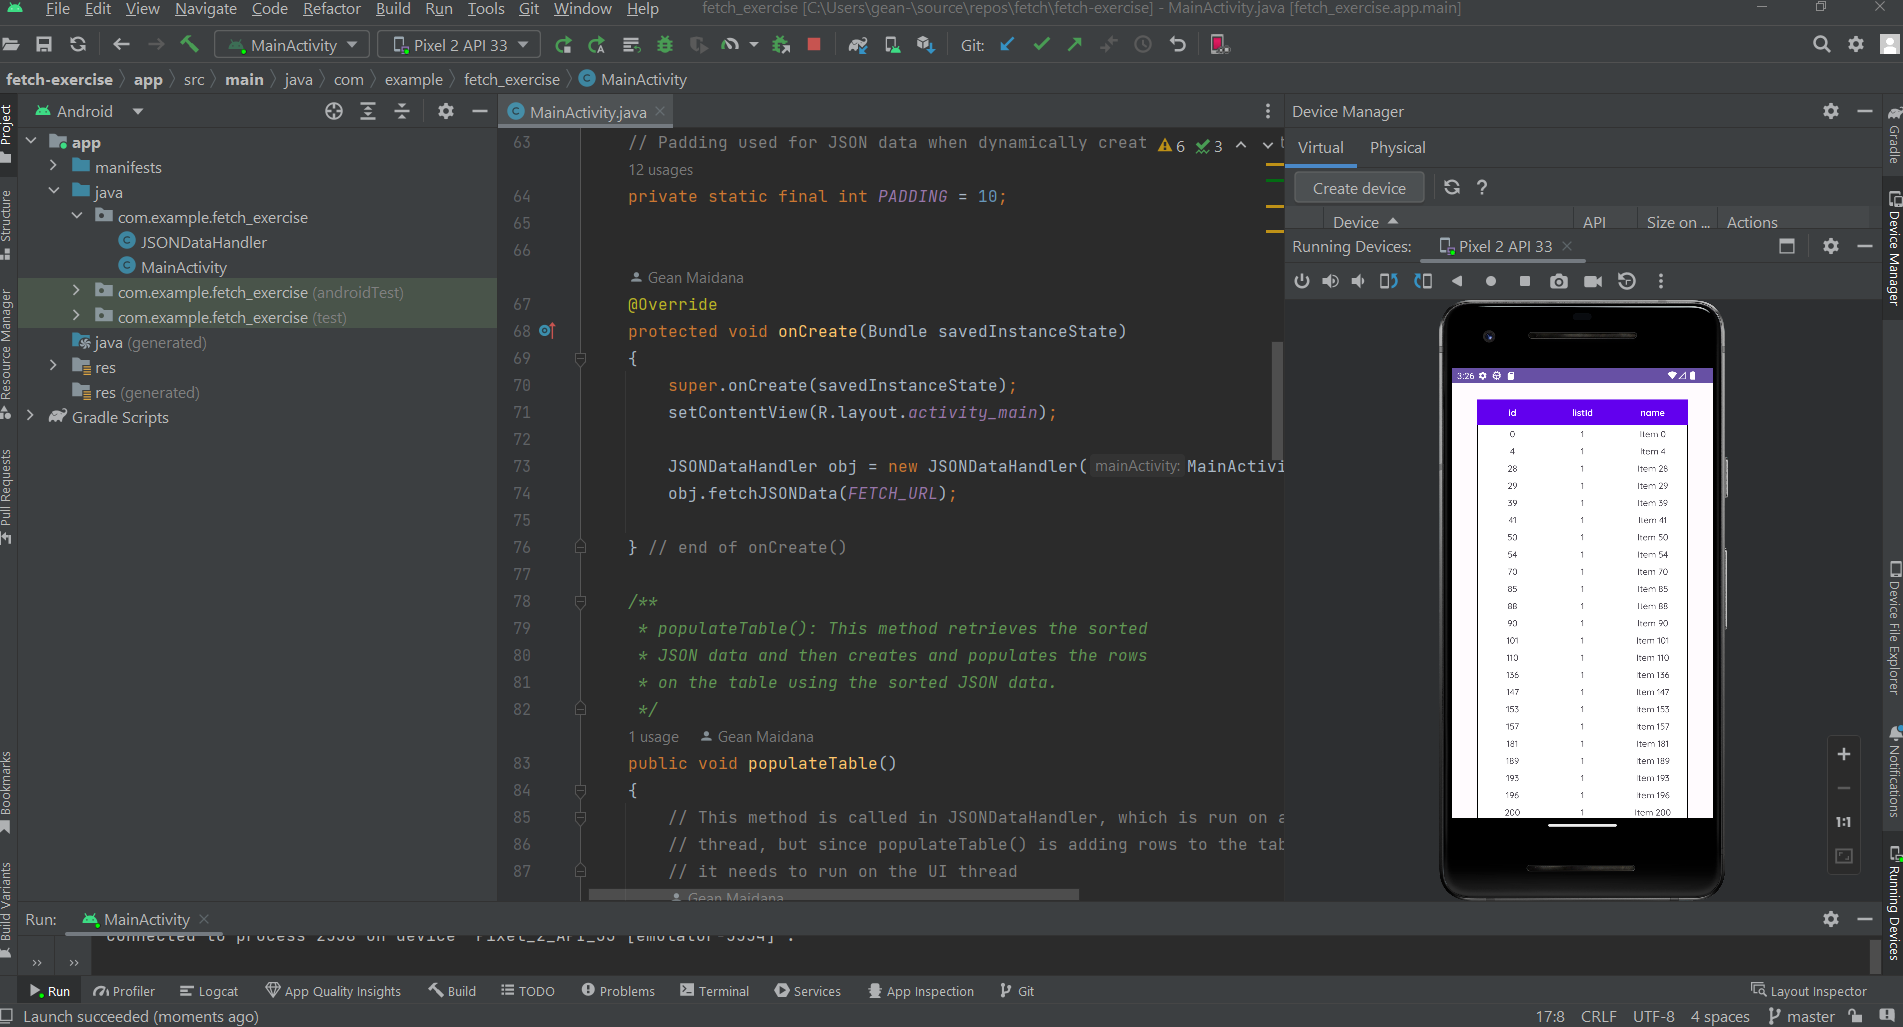 File Edit View Navigate Code Refactor Build Run Tools Git Window Help fetch_exercise [C:\Users\gean-\source\repos\fetch\fetch-exercise] - MainActivity.java [fetch_exercise.app.main]
MainActivity Pixel 2 API 33 Git:
fetch-exercise app src main java com example fetch_exercise MainActivity
Project
Structure
Resource Manager
Pull Requests
Bookmarks
Build Variants
Android
app
manifests
java
com.example.fetch_exercise
JSONDataHandler
MainActivity
com.example.fetch_exercise (androidTest)
com.example.fetch_exercise (test)
java (generated)
res
res (generated)
Gradle Scripts
MainActivity.java
6 3
63 // Padding used for JSON data when dynamically creat
12 usages
64 private static final int PADDING = 10;
65
66
Gean Maidana
67 @Override
68 protected void onCreate(Bundle savedInstanceState)
69 {
70 super.onCreate(savedInstanceState);
71 setContentView(R.layout.activity_main);
72
73 JSONDataHandler obj = new JSONDataHandler( mainActivity: MainActivi
74 obj.fetchJSONData(FETCH_URL);
75
76 } // end of onCreate()
77
78 /**
79 * populateTable(): This method retrieves the sorted
80 * JSON data and then creates and populates the rows
81 * on the table using the sorted JSON data.
82 */
1 usage Gean Maidana
83 public void populateTable()
84 {
85 // This method is called in JSONDataHandler, which is run on a
86 // thread, but since populateTable() is adding rows to the tab
87 // it needs to run on the UI thread
Gean Maidana
Device Manager
Virtual Physical
Create device ?
Device API Size on ... Actions
Running Devices: Pixel 2 API 33
3:26
id listId name
0 1 Item 0
4 1 Item 4
28 1 Item 28
29 1 Item 29
39 1 Item 39
41 1 Item 41
50 1 Item 50
54 1 Item 54
70 1 Item 70
85 1 Item 85
88 1 Item 88
90 1 Item 90
101 1 Item 101
110 1 Item 110
136 1 Item 136
147 1 Item 147
153 1 Item 153
157 1 Item 157
181 1 Item 181
189 1 Item 189
193 1 Item 193
196 1 Item 196
200 1 Item 200
1:1
Gradle
Device Manager
Device File Explorer
Notifications
Running Devices
Run: MainActivity
Connected to process 2558 on device 'Pixel_2_API_33 [emulator-5554]'.
Run Profiler Logcat App Quality Insights Build TODO Problems Terminal Services App Inspection Git Layout Inspector
Launch succeeded (moments ago) 17:8 CRLF UTF-8 4 spaces master